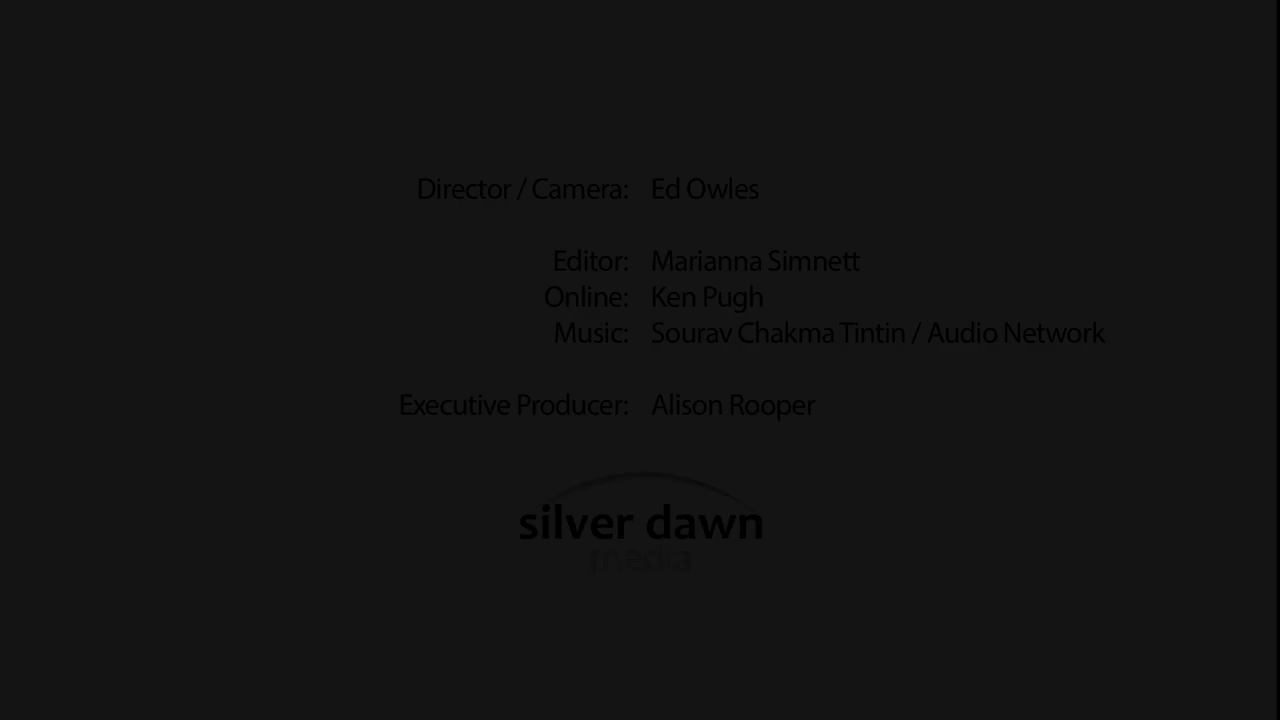 Director / Camera: Ed Owles
Editor: Marianna Simnett
Online: Ken Pugh
Music: Sourav Chakma Tintin / Audio Network
Executive Producer: Alison Rooper
silver dawn
media